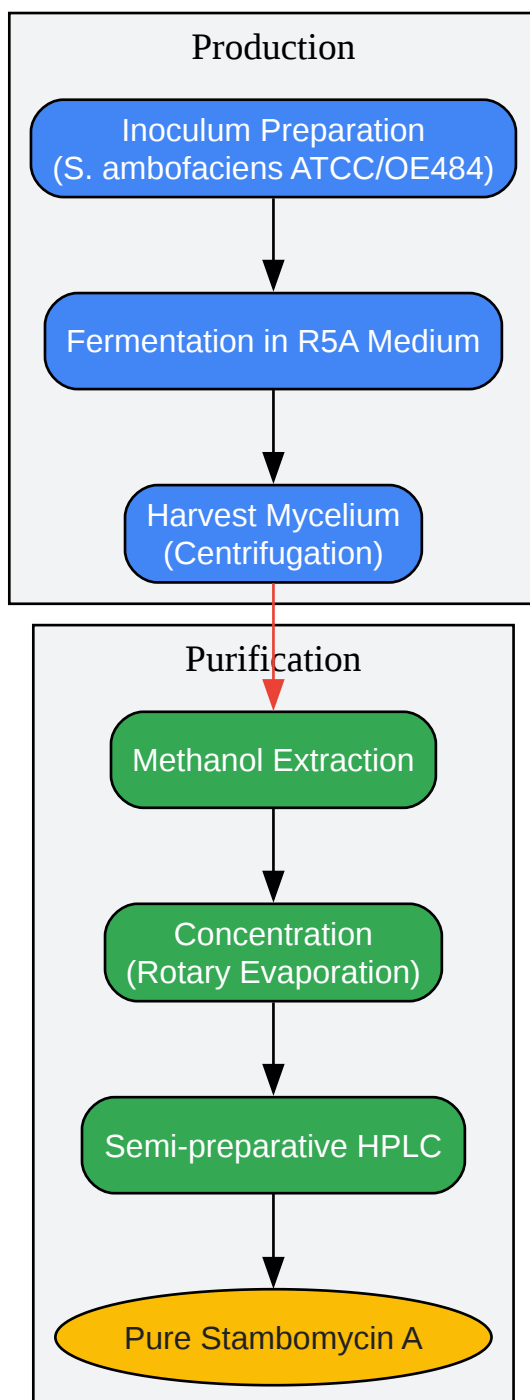 Production
Inoculum Preparation
(S. ambofaciens ATCC/OE484)
Fermentation in R5A Medium
Harvest Mycelium
(Centrifugation)
Purification
Methanol Extraction
Concentration
(Rotary Evaporation)
Semi-preparative HPLC
Pure Stambomycin A